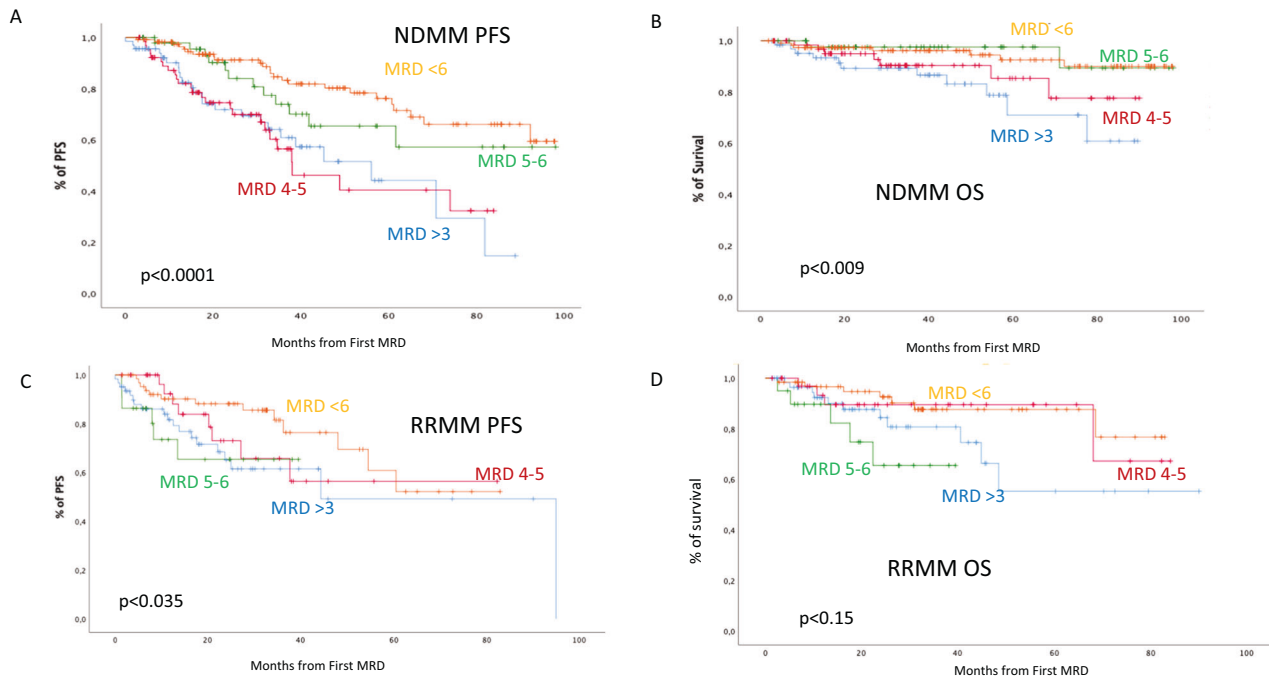 A
NDMM PFS
MRD <6
MRD 5-6
MRD 4-5
MRD >3
p<0.0001
% of PFS
1,0
0,8
0,6
0,4
0,2
0,0
0 20 40 60 80 100
Months from First MRD
B
MRD <6
MRD 5-6
MRD 4-5
MRD >3
NDMM OS
p<0.009
% of Surival
1,0
0,8
0,6
0,4
0,2
0,0
0 20 40 60 80 100
Months from First MRD
C
MRD <6
RRMM PFS
MRD 4-5
MRD 5-6
MRD >3
p<0.035
% of PFS
1,0
0,8
0,6
0,4
0,2
0,0
0 20 40 60 80 100
Months from First MRD
D
MRD <6
MRD 5-6
MRD 4-5
MRD >3
RRMM OS
p<0.15
% of survival
1,0
0,8
0,6
0,4
0,2
0,0
0 20 40 60 80 100
Months from First MRD